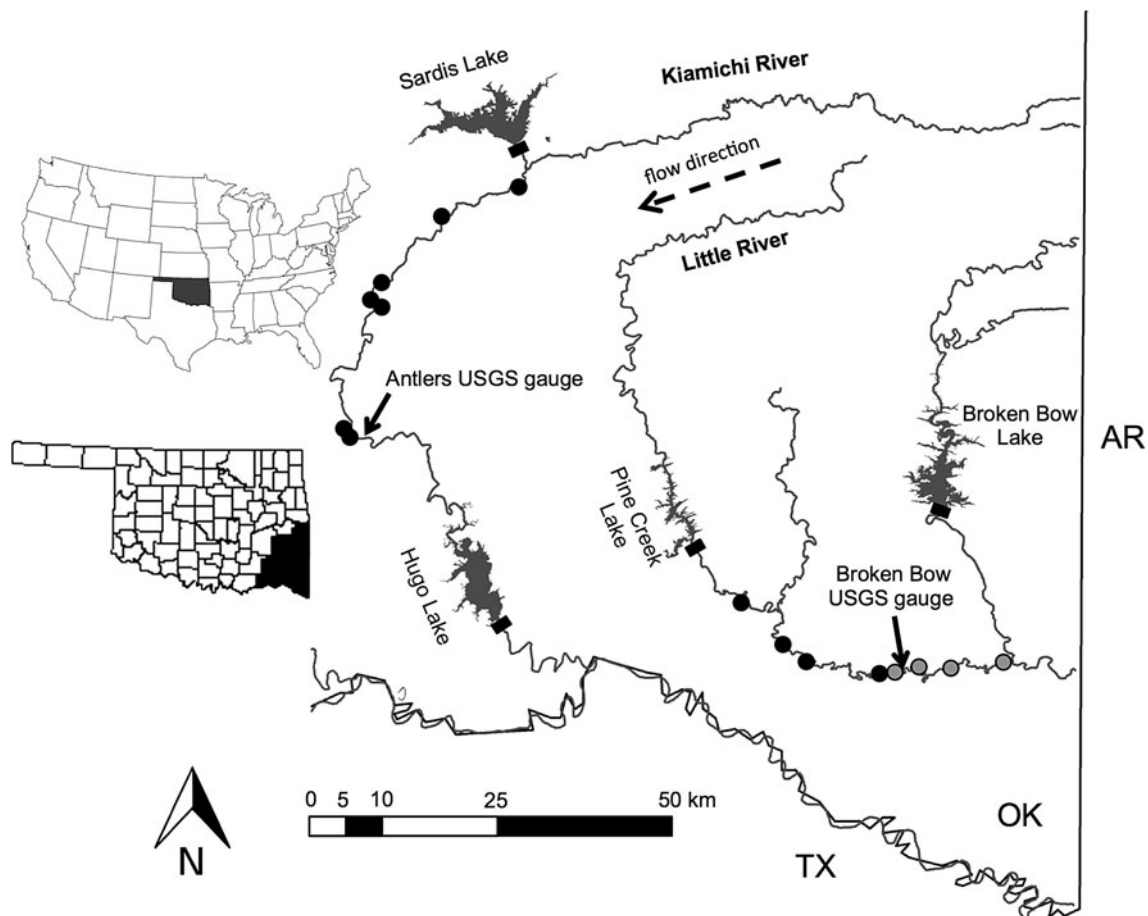 Sardis Lake
Kiamichi River
flow direction
Little River
Antlers USGS gauge
Broken Bow
Lake
AR
Pine Creek
Lake
Hugo Lake
Broken Bow
USGS gauge
0 5 10 25 50 km
N
OK
TX